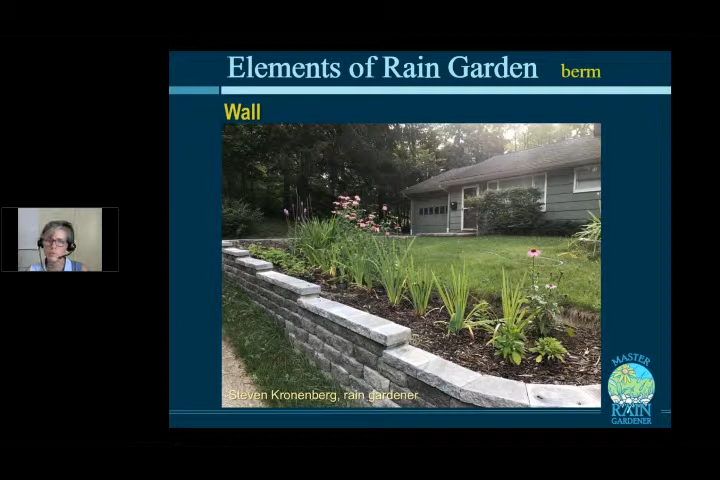 Elements of Rain Garden berm
Wall
Steven Kronenberg, rain gardener
MASTER
RAIN
GARDENER